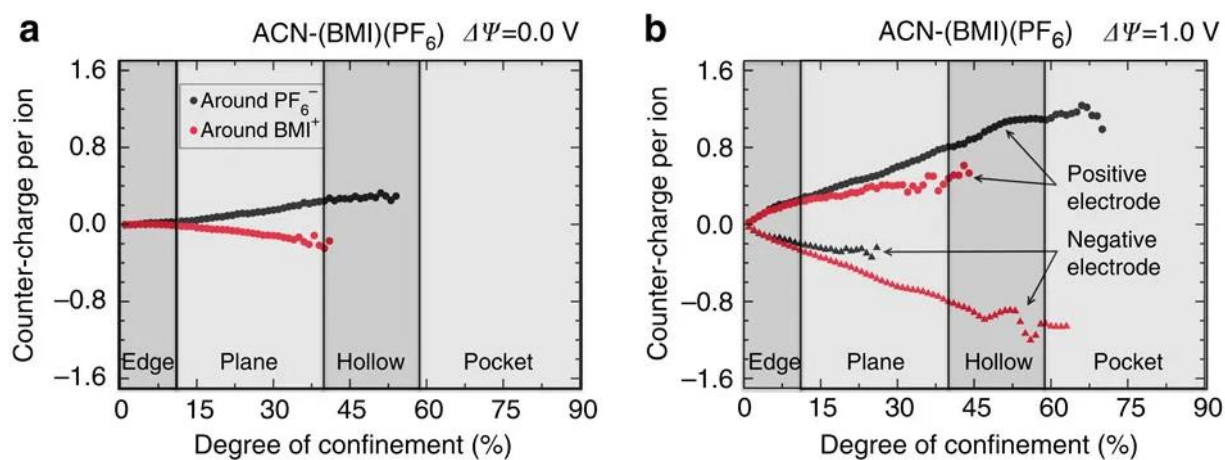 a
ACN-(BMI)(PF₆) ΔΨ=0.0 V
Counter-charge per ion
1.6
0.8
0.0
−0.8
−1.6
Around PF₆⁻
Around BMI⁺
Edge
Plane
Hollow
Pocket
0 15 30 45 60 75 90
Degree of confinement (%)
b
ACN-(BMI)(PF₆) ΔΨ=1.0 V
Counter-charge per ion
1.6
0.8
0.0
−0.8
−1.6
Positive
electrode
Negative
electrode
Edge
Plane
Hollow
Pocket
0 15 30 45 60 75 90
Degree of confinement (%)